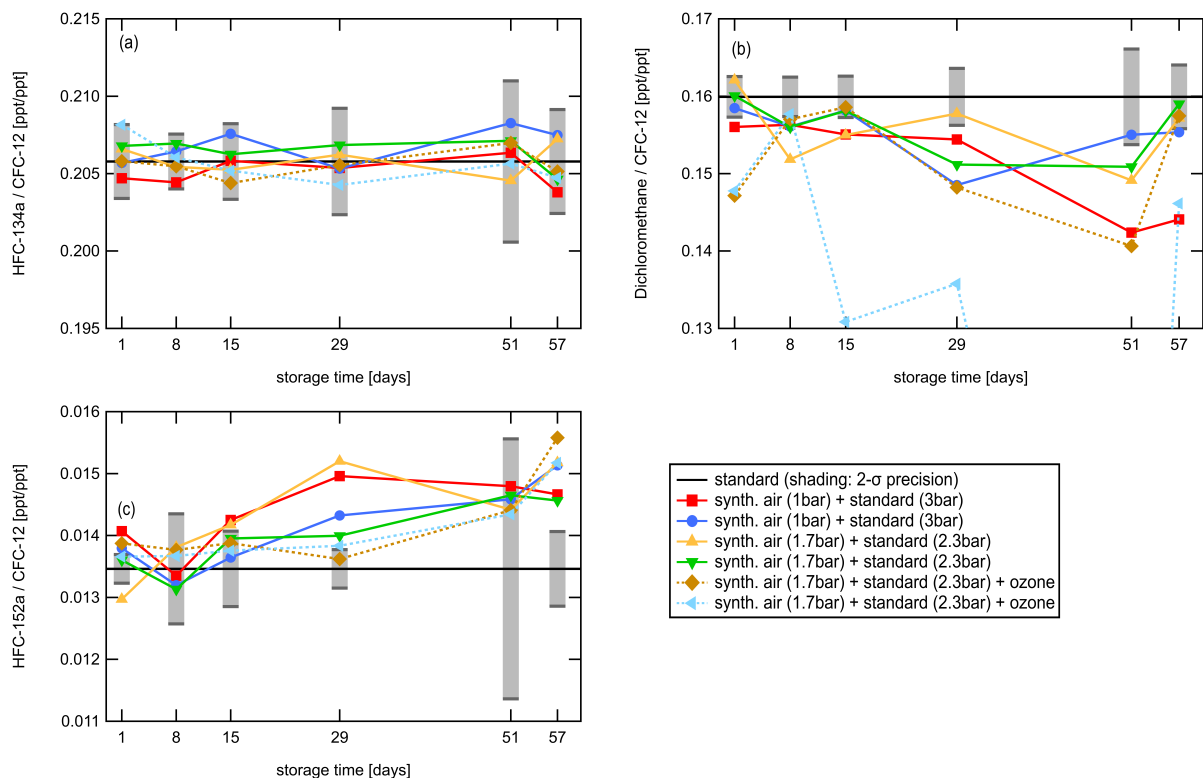 0.215
0.210
0.205
0.200
0.195
HFC-134a / CFC-12 [ppt/ppt]
(a)
1 8 15 29 51 57
storage time [days]
0.17
0.16
0.15
0.14
0.13
Dichloromethane / CFC-12 [ppt/ppt]
(b)
1 8 15 29 51 57
storage time [days]
0.016
0.015
0.014
0.013
0.012
0.011
HFC-152a / CFC-12 [ppt/ppt]
(c)
1 8 15 29 51 57
storage time [days]
standard (shading: 2-σ precision)
synth. air (1bar) + standard (3bar)
synth. air (1bar) + standard (3bar)
synth. air (1.7bar) + standard (2.3bar)
synth. air (1.7bar) + standard (2.3bar)
synth. air (1.7bar) + standard (2.3bar) + ozone
synth. air (1.7bar) + standard (2.3bar) + ozone